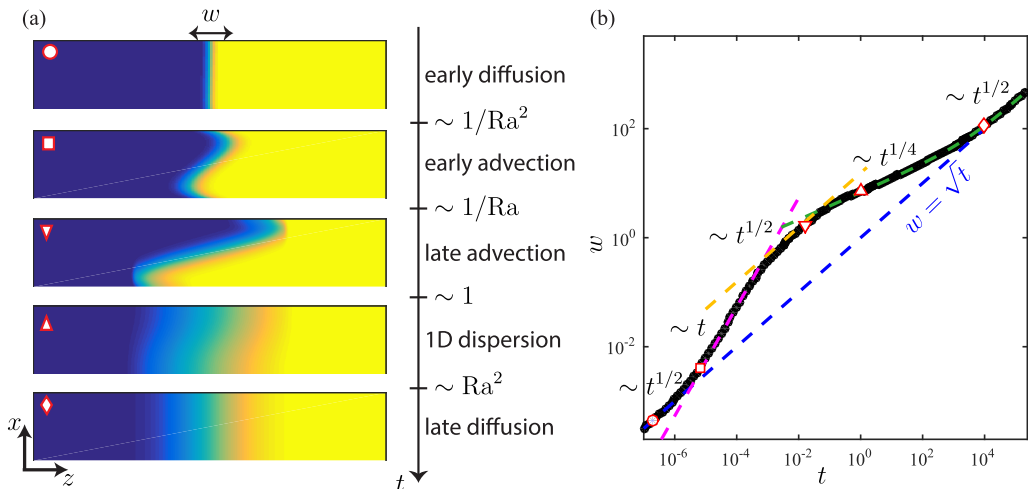 (a)
w
early diffusion
∼ 1/Ra²
early advection
∼ 1/Ra
late advection
∼ 1
1D dispersion
∼ Ra²
late diffusion
x
z
t
(b)
w
10²
10⁰
10⁻²
∼ t^{1/2}
∼ t^{1/4}
∼ t^{1/2}
∼ t
∼ t^{1/2}
w = √t
10⁻⁶
10⁻⁴
10⁻²
10⁰
10²
10⁴
t